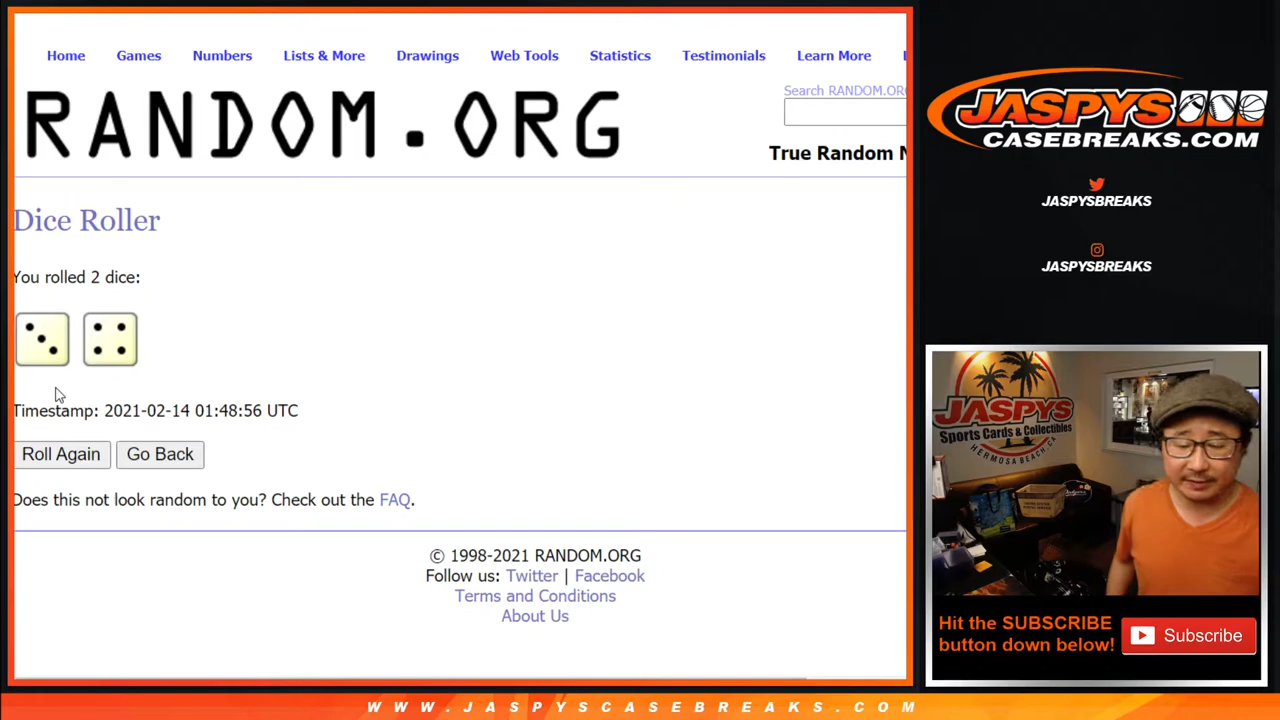 Home Games Numbers Lists & More Drawings Web Tools Statistics Testimonials Learn More
RANDOM.ORG
Search RANDOM.ORG
True Random N
Dice Roller
You rolled 2 dice:
Timestamp: 2021-02-14 01:48:56 UTC
Roll Again Go Back
Does this not look random to you? Check out the FAQ.
© 1998-2021 RANDOM.ORG
Follow us: Twitter | Facebook
Terms and Conditions
About Us
JASPYS
CASEBREAKS.COM
JASPYSBREAKS
JASPYSBREAKS
JASPYS
Sports Cards & Collectibles
HERMOSA BEACH, CA
Hit the SUBSCRIBE
button down below!
Subscribe
WWW.JASPYSCASEBREAKS.COM